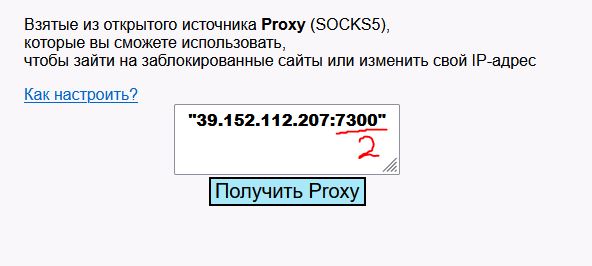 Взятые из открытого источника Proxy (SOCKS5),
которые вы сможете использовать,
чтобы зайти на заблокированные сайты или изменить свой IP-адрес
Как настроить?
"39.152.112.207:7300"
2
Получить Proxy